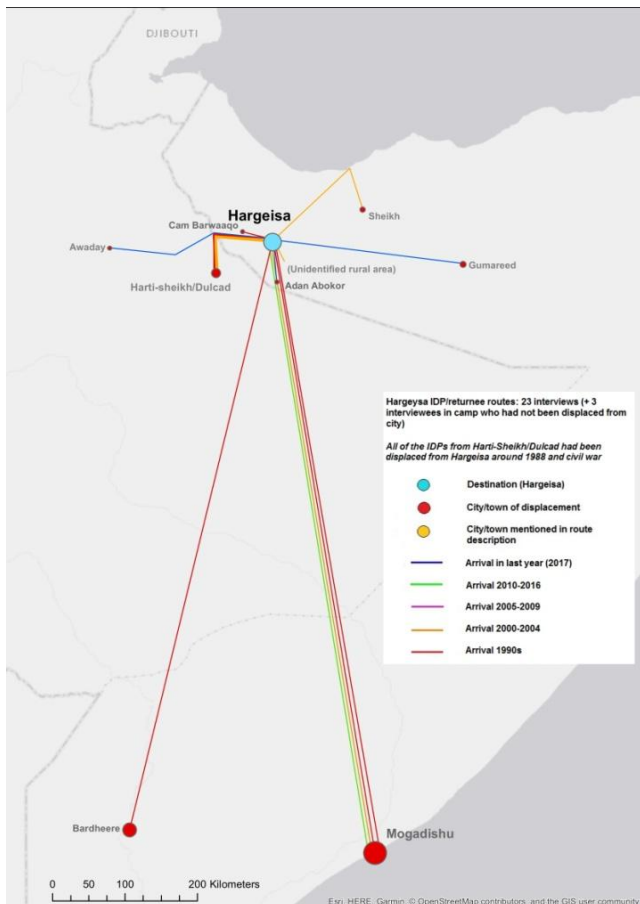 DJIBOUTI
Hargeisa
Sheikh
Cam Barwaaqo
Awaday
(Unidentified rural area)
Gumareed
Harti-sheikh/Dulcad
Adan Abokor
Hargeysa IDP/returnee routes: 23 interviews (+ 3
interviewees in camp who had not been displaced from
city)
All of the IDPs from Harti-Sheikh/Dulcad had been
displaced from Hargeisa around 1988 and civil war
Destination (Hargeisa)
City/town of displacement
City/town mentioned in route
description
Arrival in last year (2017)
Arrival 2010-2016
Arrival 2005-2009
Arrival 2000-2004
Arrival 1990s
Bardheere
Mogadishu
0 50 100 200 Kilometers
Esri, HERE, Garmin, © OpenStreetMap contributors, and the GIS user community